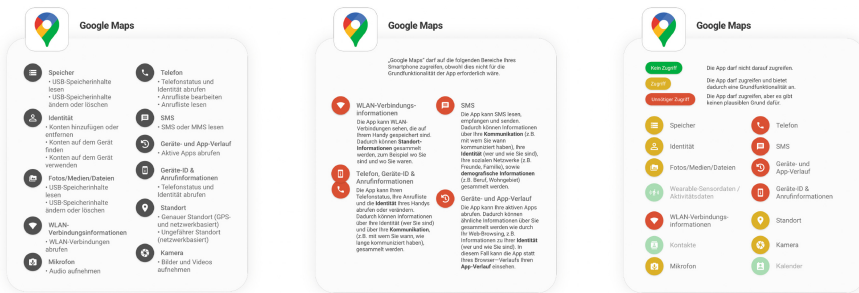 Google Maps
Speicher
• USB-Speicherinhalte
lesen
• USB-Speicherinhalte
ändern oder löschen
Identität
• Konten hinzufügen oder
entfernen
• Konten auf dem Gerät
finden
• Konten auf dem Gerät
verwenden
Fotos/Medien/Dateien
• USB-Speicherinhalte
lesen
• USB-Speicherinhalte
ändern oder löschen
WLAN-
Verbindungsinformationen
• WLAN-Verbindungen
abrufen
Mikrofon
• Audio aufnehmen
Telefon
• Telefonstatus und
Identität abrufen
• Anrufliste bearbeiten
• Anrufliste lesen
SMS
• SMS oder MMS lesen
Geräte- und App-Verlauf
• Aktive Apps abrufen
Geräte-ID &
Anrufinformationen
• Telefonstatus und
Identität abrufen
Standort
• Genauer Standort (GPS-
und netzwerkbasiert)
• Ungefährer Standort
(netzwerkbasiert)
Kamera
• Bilder und Videos
aufnehmen
Google Maps
„Google Maps" darf auf die folgenden Bereiche Ihres
Smartphone zugreifen, obwohl dies nicht für die
Grundfunktionalität der App erforderlich wäre.
WLAN-Verbindungs-
informationen
Die App kann WLAN-
Verbindungen sehen, die auf
Ihrem Handy gespeichert sind.
Dadurch können Standort-
Informationen gesammelt
werden, zum Beispiel wo Sie
sind und wo Sie waren.
Telefon, Geräte-ID &
Anrufinformationen
Die App kann Ihren
Telefonstatus, Ihre Anrufliste
und die Identität Ihres Handys
abrufen oder verändern.
Dadurch können Informationen
über Ihre Identität (wer Sie sind)
und über Ihre Kommunikation,
(z.B. mit wem Sie wann, wie
lange kommuniziert haben),
gesammelt werden.
SMS
Die App kann SMS lesen,
empfangen und senden.
Dadurch können Informationen
über Ihre Kommunikation (z.B.
mit wem Sie wann
kommuniziert haben), Ihre
Identität (wer und wie Sie sind),
Ihre sozialen Netzwerke (z.B.
Freunde, Familie), sowie
demografische Informationen
(z.B. Beruf, Wohngebiet)
gesammelt werden.
Geräte- und App-Verlauf
Die App kann Ihre aktiven Apps
abrufen. Dadurch können
ähnliche Informationen über Sie
gesammelt werden wie durch
Ihr Web-Browsing, z.B.
Informationen zu Ihrer Identität
(wer und wie Sie sind). In
diesem Fall kann die App statt
Ihres Browser–Verlaufs Ihren
App-Verlauf einsehen.
Google Maps
Kein Zugriff
Die App darf nicht darauf zugreifen.
Zugriff
Die App darf zugreifen und bietet
dadurch eine Grundfunktionalität an.
Unnötiger Zugriff
Die App darf zugreifen, aber es gibt
keinen plausiblen Grund dafür.
Speicher
Identität
Fotos/Medien/Dateien
Wearable-Sensordaten /
Aktivitätsdaten
WLAN-Verbindungs-
informationen
Kontakte
Mikrofon
Telefon
SMS
Geräte- und
App-Verlauf
Geräte-ID &
Anrufinformationen
Standort
Kamera
Kalender